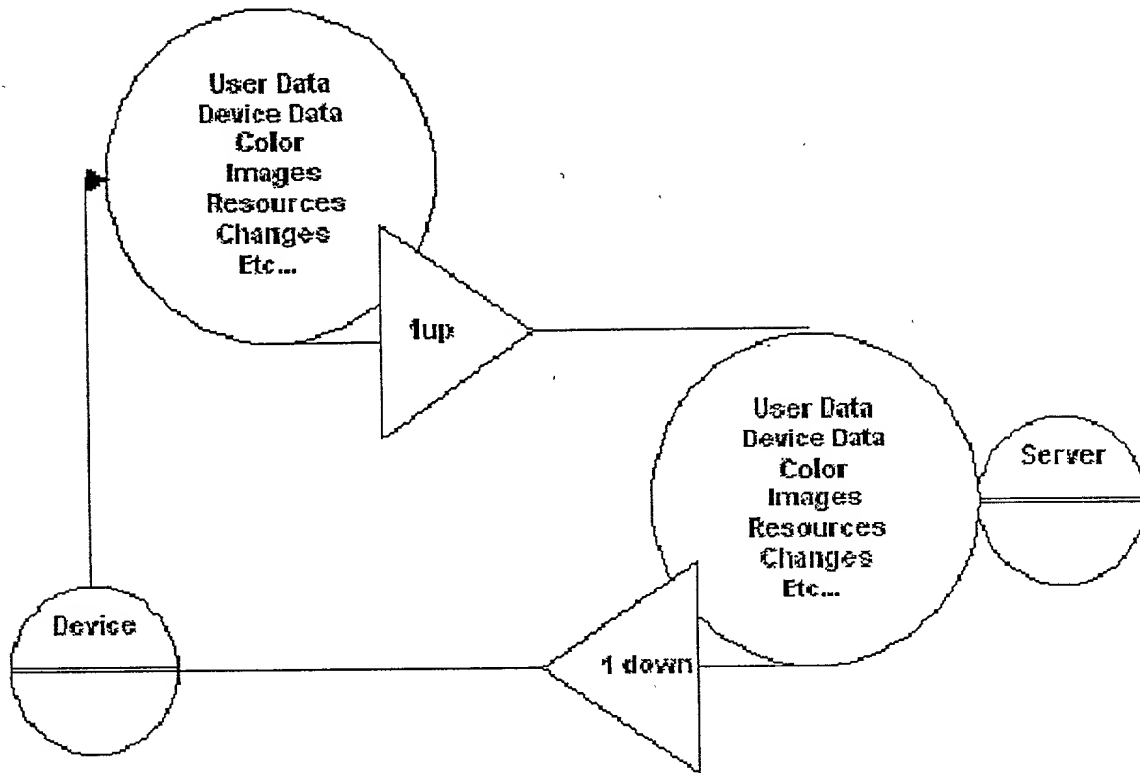 User Data
Device Data
Color
Images
Resources
Changes
Etc...
1up
User Data
Device Data
Color
Images
Resources
Changes
Etc...
Server
Device
1 down